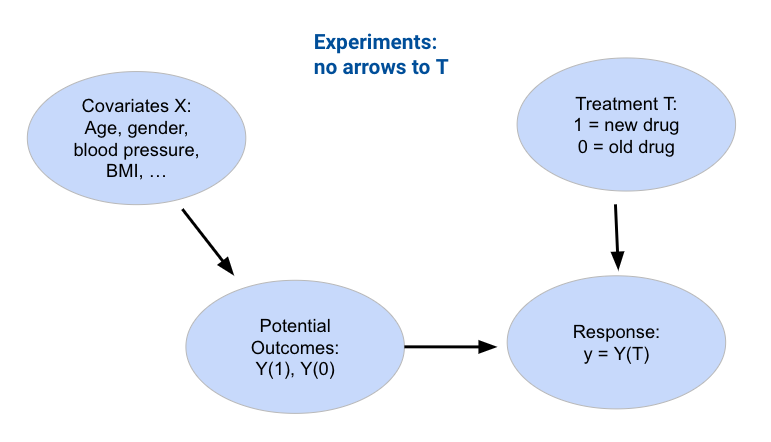 Experiments:
no arrows to T
Covariates X:
Age, gender,
blood pressure,
BMI, …
Treatment T:
1 = new drug
0 = old drug
Potential
Outcomes:
Y(1), Y(0)
Response:
y = Y(T)